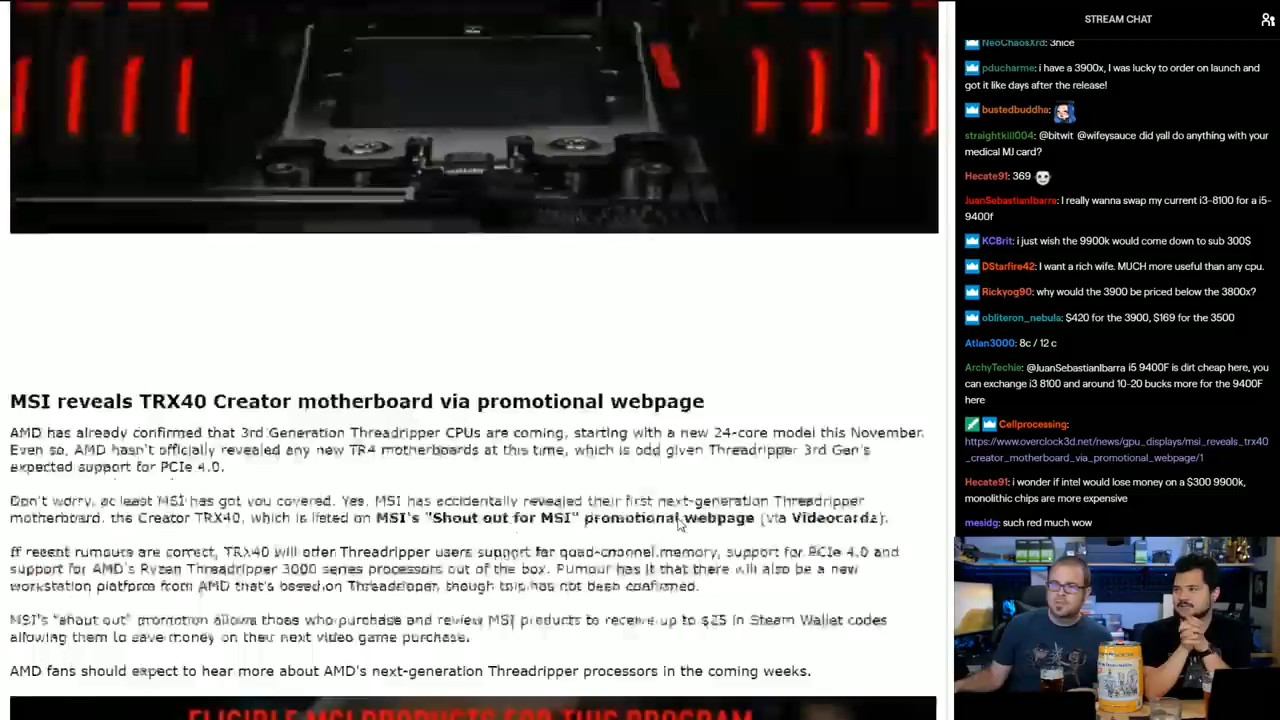 MSI reveals TRX40 Creator motherboard via promotional webpage
AMD has already confirmed that 3rd Generation Threadripper CPUs are coming, starting with a new 24-core model this November.
Even so, AMD hasn't officially revealed any new TR4 motherboards at this time, which is odd given Threadripper 3rd Gen's
expected support for PCIe 4.0.
Don't worry, at least MSI has got you covered. Yes, MSI has accidentally revealed their first next-generation Threadripper
motherboard, the Creator TRX40, which is listed on MSI's "Shout out for MSI" promotional webpage (via Videocardz).
If recent rumours are correct, TRX40 will offer Threadripper users support for quad-channel memory, support for PCIe 4.0 and
support for AMD's Ryzen Threadripper 3000 series processors out of the box. Rumour has it that there will also be a new
workstation platform from AMD that's based on Threadripper, though this has not been confirmed.
MSI's "shout out" promotion allows those who purchase and review MSI products to receive up to $25 in Steam Wallet codes
allowing them to save money on their next video game purchase.
AMD fans should expect to hear more about AMD's next-generation Threadripper processors in the coming weeks.
ELIGIBLE MSI PRODUCTS FOR THIS PROGRAM
STREAM CHAT
NeoChaosXrd: 3nice
pducharme: i have a 3900x, I was lucky to order on launch and
got it like days after the release!
bustedbuddha:
straightkill004: @bitwit @wifeysauce did yall do anything with your
medical MJ card?
Hecate91: 369
JuanSebastianIbarra: I really wanna swap my current i3-8100 for a i5-
9400f
KCBrit: i just wish the 9900k would come down to sub 300$
DStarfire42: I want a rich wife. MUCH more useful than any cpu.
Rickyog90: why would the 3900 be priced below the 3800x?
obliteron_nebula: $420 for the 3900, $169 for the 3500
Atlan3000: 8c / 12 c
ArchyTechie: @JuanSebastianIbarra i5 9400F is dirt cheap here, you
can exchange i3 8100 and around 10-20 bucks more for the 9400F
here
Cellprocessing:
https://www.overclock3d.net/news/gpu_displays/msi_reveals_trx40
_creator_motherboard_via_promotional_webpage/1
Hecate91: i wonder if intel would lose money on a $300 9900k,
monolithic chips are more expensive
mesidg: such red much wow